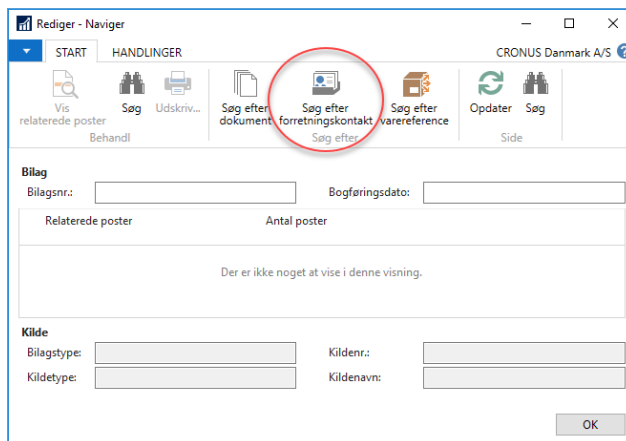 Rediger - Naviger
START HANDLINGER CRONUS Danmark A/S
Vis relaterede poster
Søg
Udskriv...
Søg efter dokument
Søg efter forretningskontakt
Søg efter varereference
Opdater
Søg
Behandl Søg efter Side
Bilag
Bilagsnr.: Bogføringsdato:
Relaterede poster Antal poster
Der er ikke noget at vise i denne visning.
Kilde
Bilagstype: Kildenr.:
Kildetype: Kildenavn:
OK